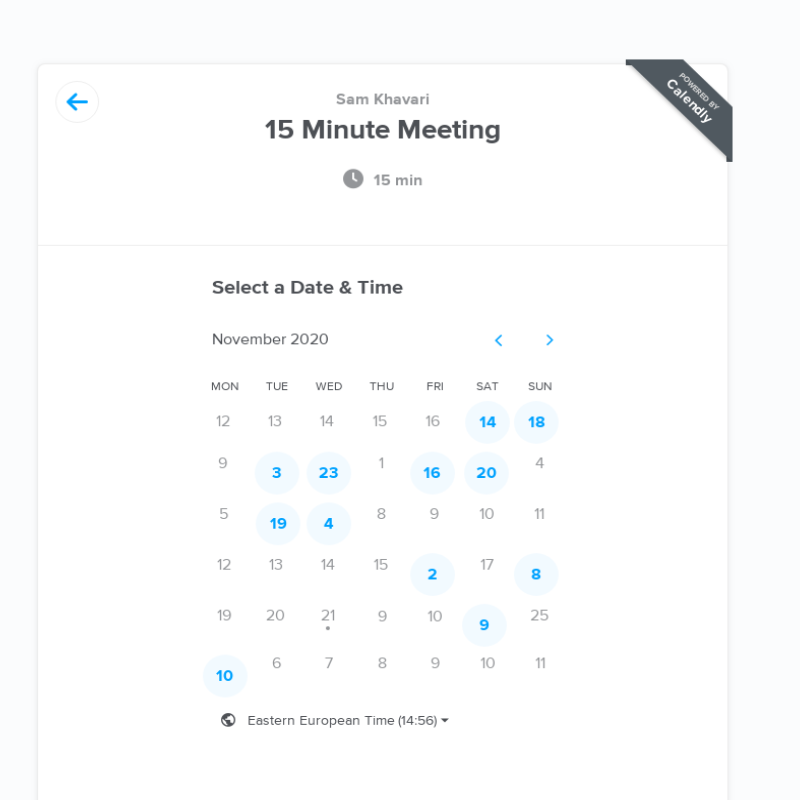 POWERED BY
Calendly
Sam Khavari
15 Minute Meeting
15 min
Select a Date & Time
November 2020
MON TUE WED THU FRI SAT SUN
12 13 14 15 16 14 18
9 3 23 1 16 20 4
5 19 4 8 9 10 11
12 13 14 15 2 17 8
19 20 21 9 10 9 25
10 6 7 8 9 10 11
Eastern European Time (14:56)